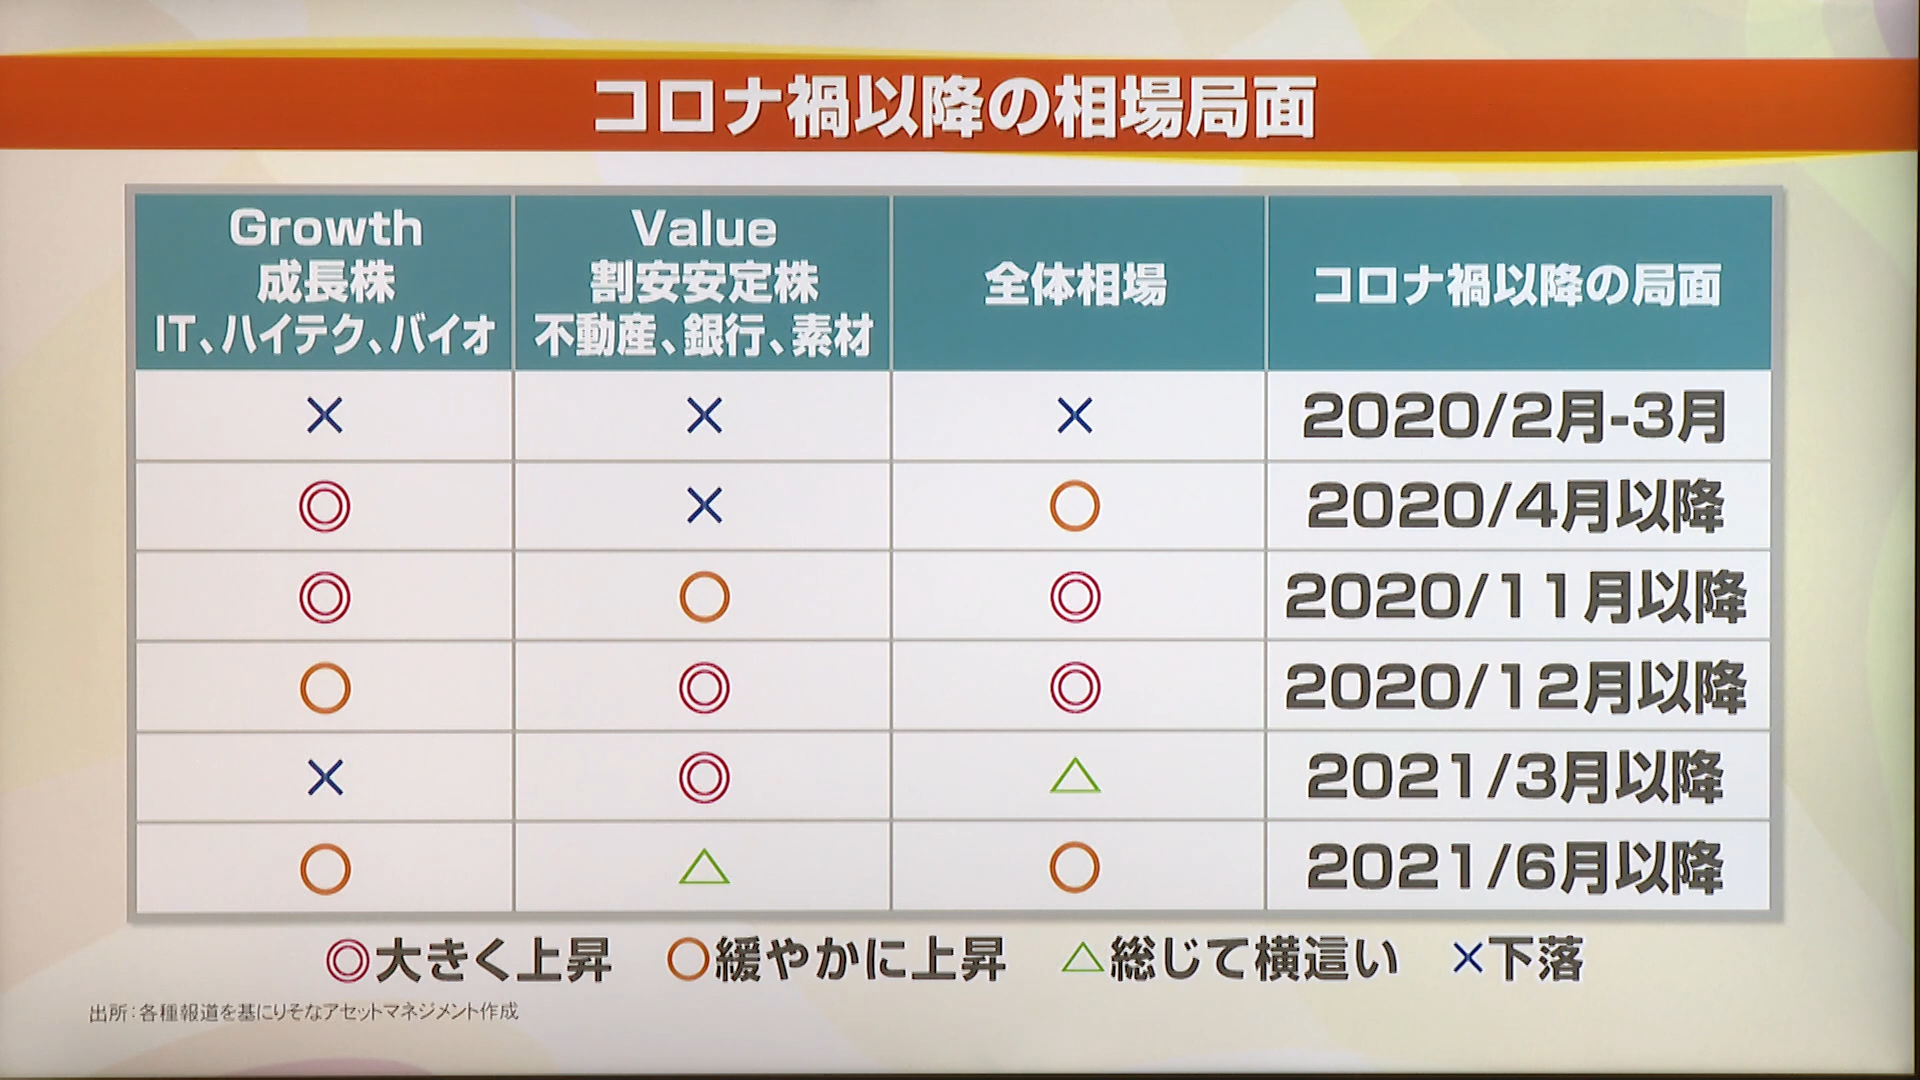 コロナ禍以降の相場局面
Growth
成長株
IT、ハイテク、バイオ
Value
割安安定株
不動産、銀行、素材
全体相場
コロナ禍以降の局面
× × × 2020/2月-3月
◎ × ○ 2020/4月以降
◎ ○ ◎ 2020/11月以降
○ ◎ ◎ 2020/12月以降
× ◎ △ 2021/3月以降
○ △ ○ 2021/6月以降
◎大きく上昇 ○緩やかに上昇 △総じて横這い ×下落
出所：各種報道を基にりそなアセットマネジメント作成